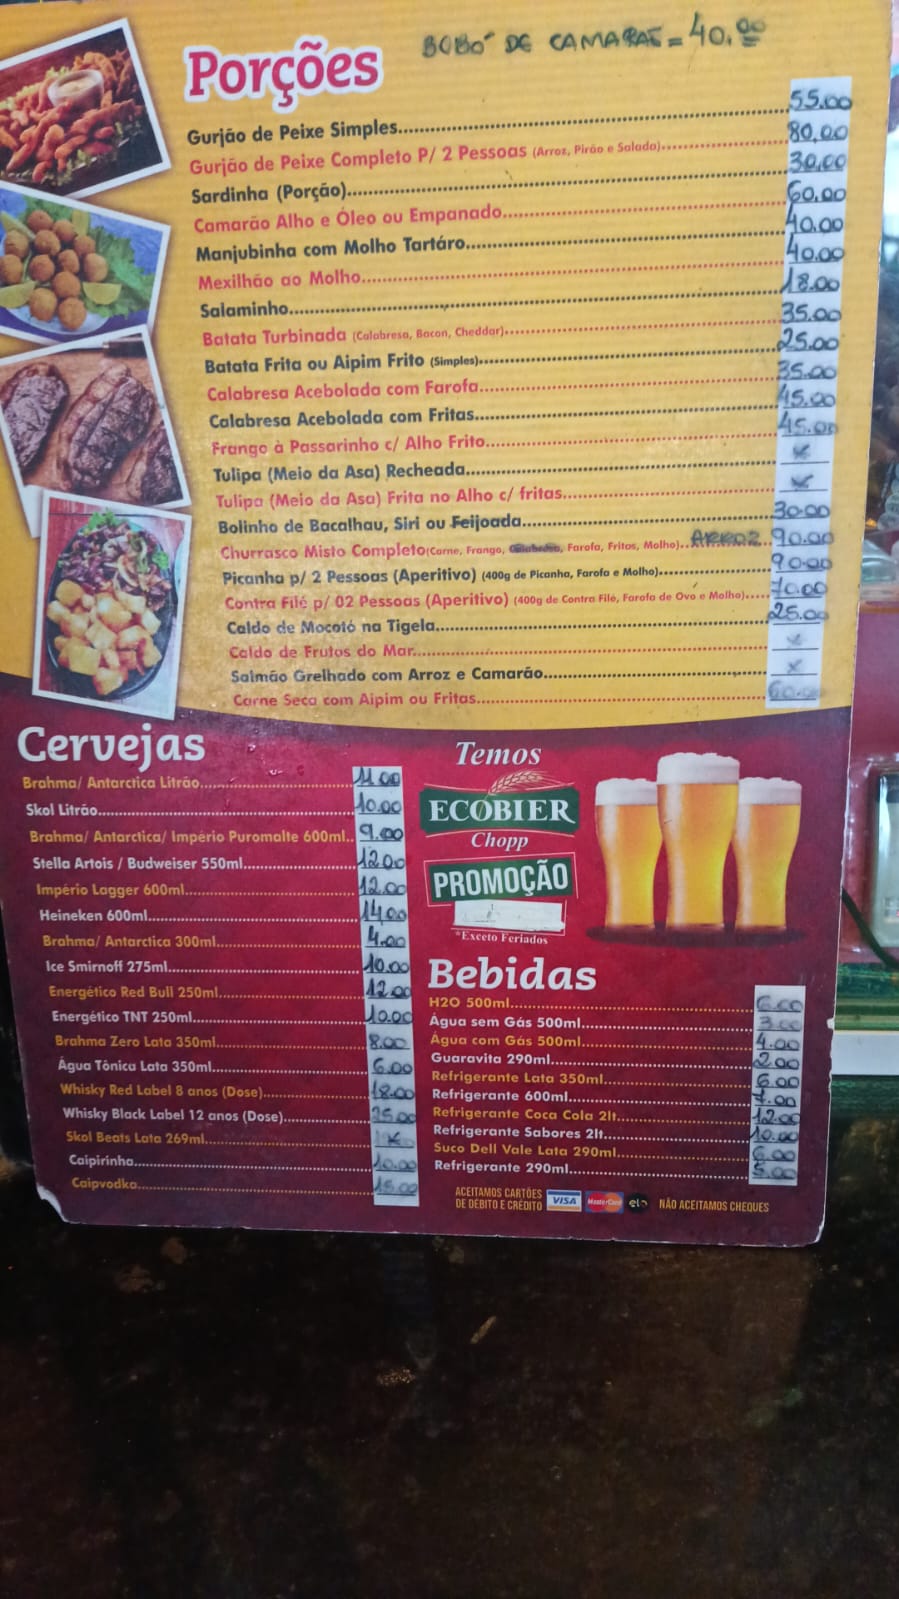 BOBÓ DE CAMARAÕ = 40.00
Porções
Gurjão de Peixe Simples 55.00
Gurjão de Peixe Completo P/ 2 Pessoas (Arroz, Pirão e Salada) 80,00
Sardinha (Porção) 30,00
Camarão Alho e Óleo ou Empanado 60.00
Manjubinha com Molho Tartáro 40.00
Mexilhão ao Molho 40.00
Salaminho 18.00
Batata Turbinada (Calabresa, Bacon, Cheddar) 35.00
Batata Frita ou Aipim Frito (Simples) 25.00
Calabresa Acebolada com Farofa 35.00
Calabresa Acebolada com Fritas 45.00
Frango à Passarinho c/ Alho Frito 45.00
Tulipa (Meio da Asa) Recheada x
Tulipa (Meio da Asa) Frita no Alho c/ fritas x
Bolinho de Bacalhau, Siri ou Feijoada 30.00
Churrasco Misto Completo (Carne, Frango, Calabresa, Farofa, Fritas, Molho) ARROZ 90.00
Picanha p/ 2 Pessoas (Aperitivo) (400g de Picanha, Farofa e Molho) 90.00
Contra Filé p/ 02 Pessoas (Aperitivo) (400g de Contra Filé, Farofa de Ovo e Molho) 70.00
Caldo de Mocotó na Tigela 25.00
Caldo de Frutos do Mar x
Salmão Grelhado com Arroz e Camarão x
Carne Seca com Aipim ou Fritas 60.00
Cervejas
Brahma/ Antarctica Litrão 11.00
Skol Litrão 10.00
Brahma/ Antarctica/ Império Puromalte 600ml 9.00
Stella Artois / Budweiser 550ml 12.00
Império Lagger 600ml 12.00
Heineken 600ml 14.00
Brahma/ Antarctica 300ml 4.00
Ice Smirnoff 275ml 10.00
Energético Red Bull 250ml 12.00
Energético TNT 250ml 10.00
Brahma Zero Lata 350ml 8.00
Água Tônica Lata 350ml 6.00
Whisky Red Label 8 anos (Dose) 18.00
Whisky Black Label 12 anos (Dose) 25.00
Skol Beats Lata 269ml x
Caipirinha 10.00
Caipvodka 15.00
Temos
ECOBIER
Chopp
PROMOÇÃO
*Exceto Feriados
Bebidas
H2O 500ml 6.00
Água sem Gás 500ml 3.00
Água com Gás 500ml 4.00
Guaravita 290ml 2.00
Refrigerante Lata 350ml 6.00
Refrigerante 600ml 7.00
Refrigerante Coca Cola 2lt 12.00
Refrigerante Sabores 2lt 10.00
Suco Dell Vale Lata 290ml 6.00
Refrigerante 290ml 5.00
ACEITAMOS CARTÕES
DE DÉBITO E CRÉDITO VISA MasterCard elo NÃO ACEITAMOS CHEQUES